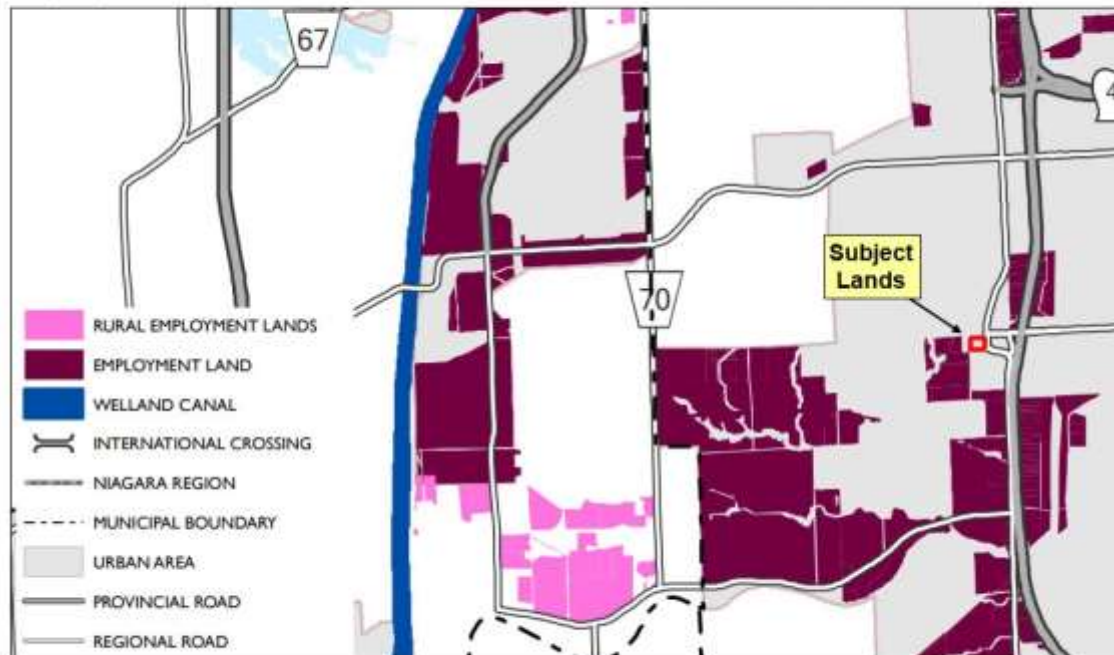 67
4
Subject
Lands
70
RURAL EMPLOYMENT LANDS
EMPLOYMENT LAND
WELLAND CANAL
INTERNATIONAL CROSSING
NIAGARA REGION
MUNICIPAL BOUNDARY
URBAN AREA
PROVINCIAL ROAD
REGIONAL ROAD